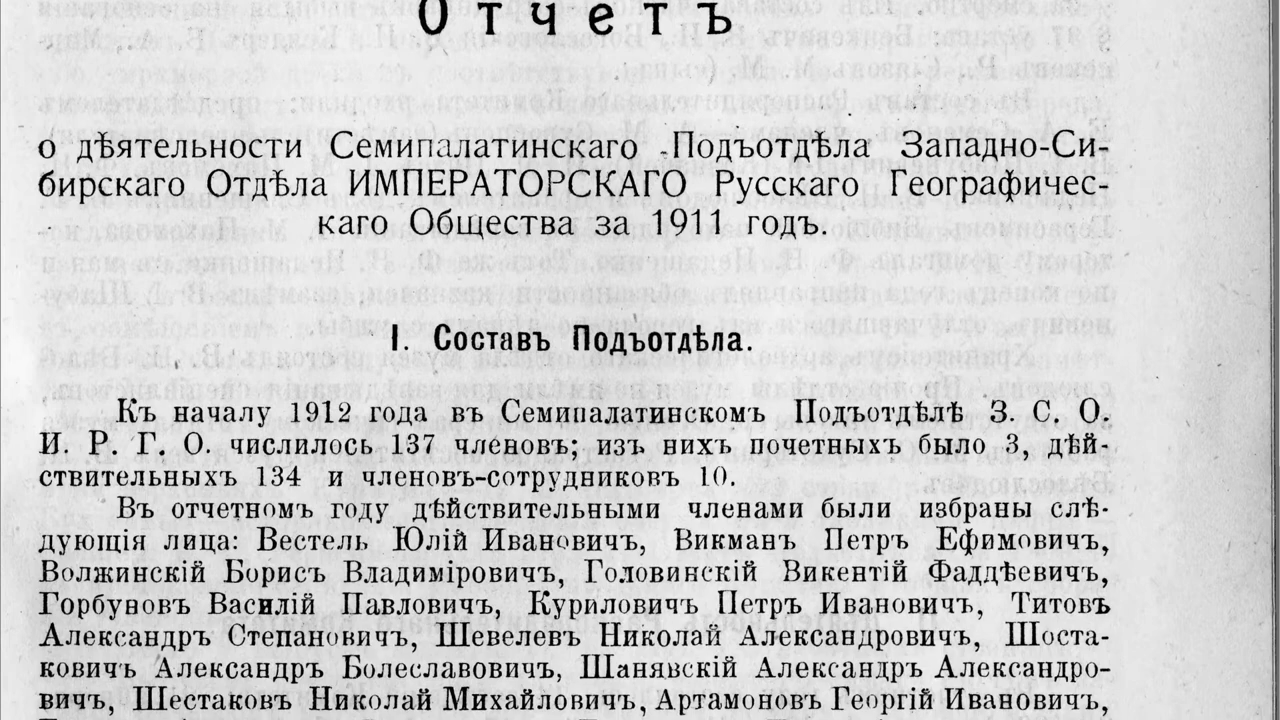 Отчетъ
о дѣятельности Семипалатинскаго Подъотдѣла Западно-Си-
бирскаго Отдѣла ИМПЕРАТОРСКАГО Русскаго Географичес-
каго Общества за 1911 годъ.
I. Составъ Подъотдѣла.
Къ началу 1912 года въ Семипалатинскомъ Подъотдѣлѣ З. С. О.
И. Р. Г. О. числилось 137 членовъ; изъ нихъ почетныхъ было 3, дѣй-
ствительныхъ 134 и членовъ-сотрудниковъ 10.
Въ отчетномъ году дѣйствительными членами были избраны слѣ-
дующія лица: Вестель Юлій Ивановичъ, Викманъ Петръ Ефимовичъ,
Волжинскій Борисъ Владиміровичъ, Головинскій Викентій Фаддѣевичъ,
Горбуновъ Василій Павловичъ, Куриловичъ Петръ Ивановичъ, Титовъ
Александръ Степановичъ, Шевелевъ Николай Александровичъ, Шоста-
ковичъ Александръ Болеславовичъ, Шанявскій Александръ Александро-
вичъ, Шестаковъ Николай Михайловичъ, Артамоновъ Георгій Ивановичъ,